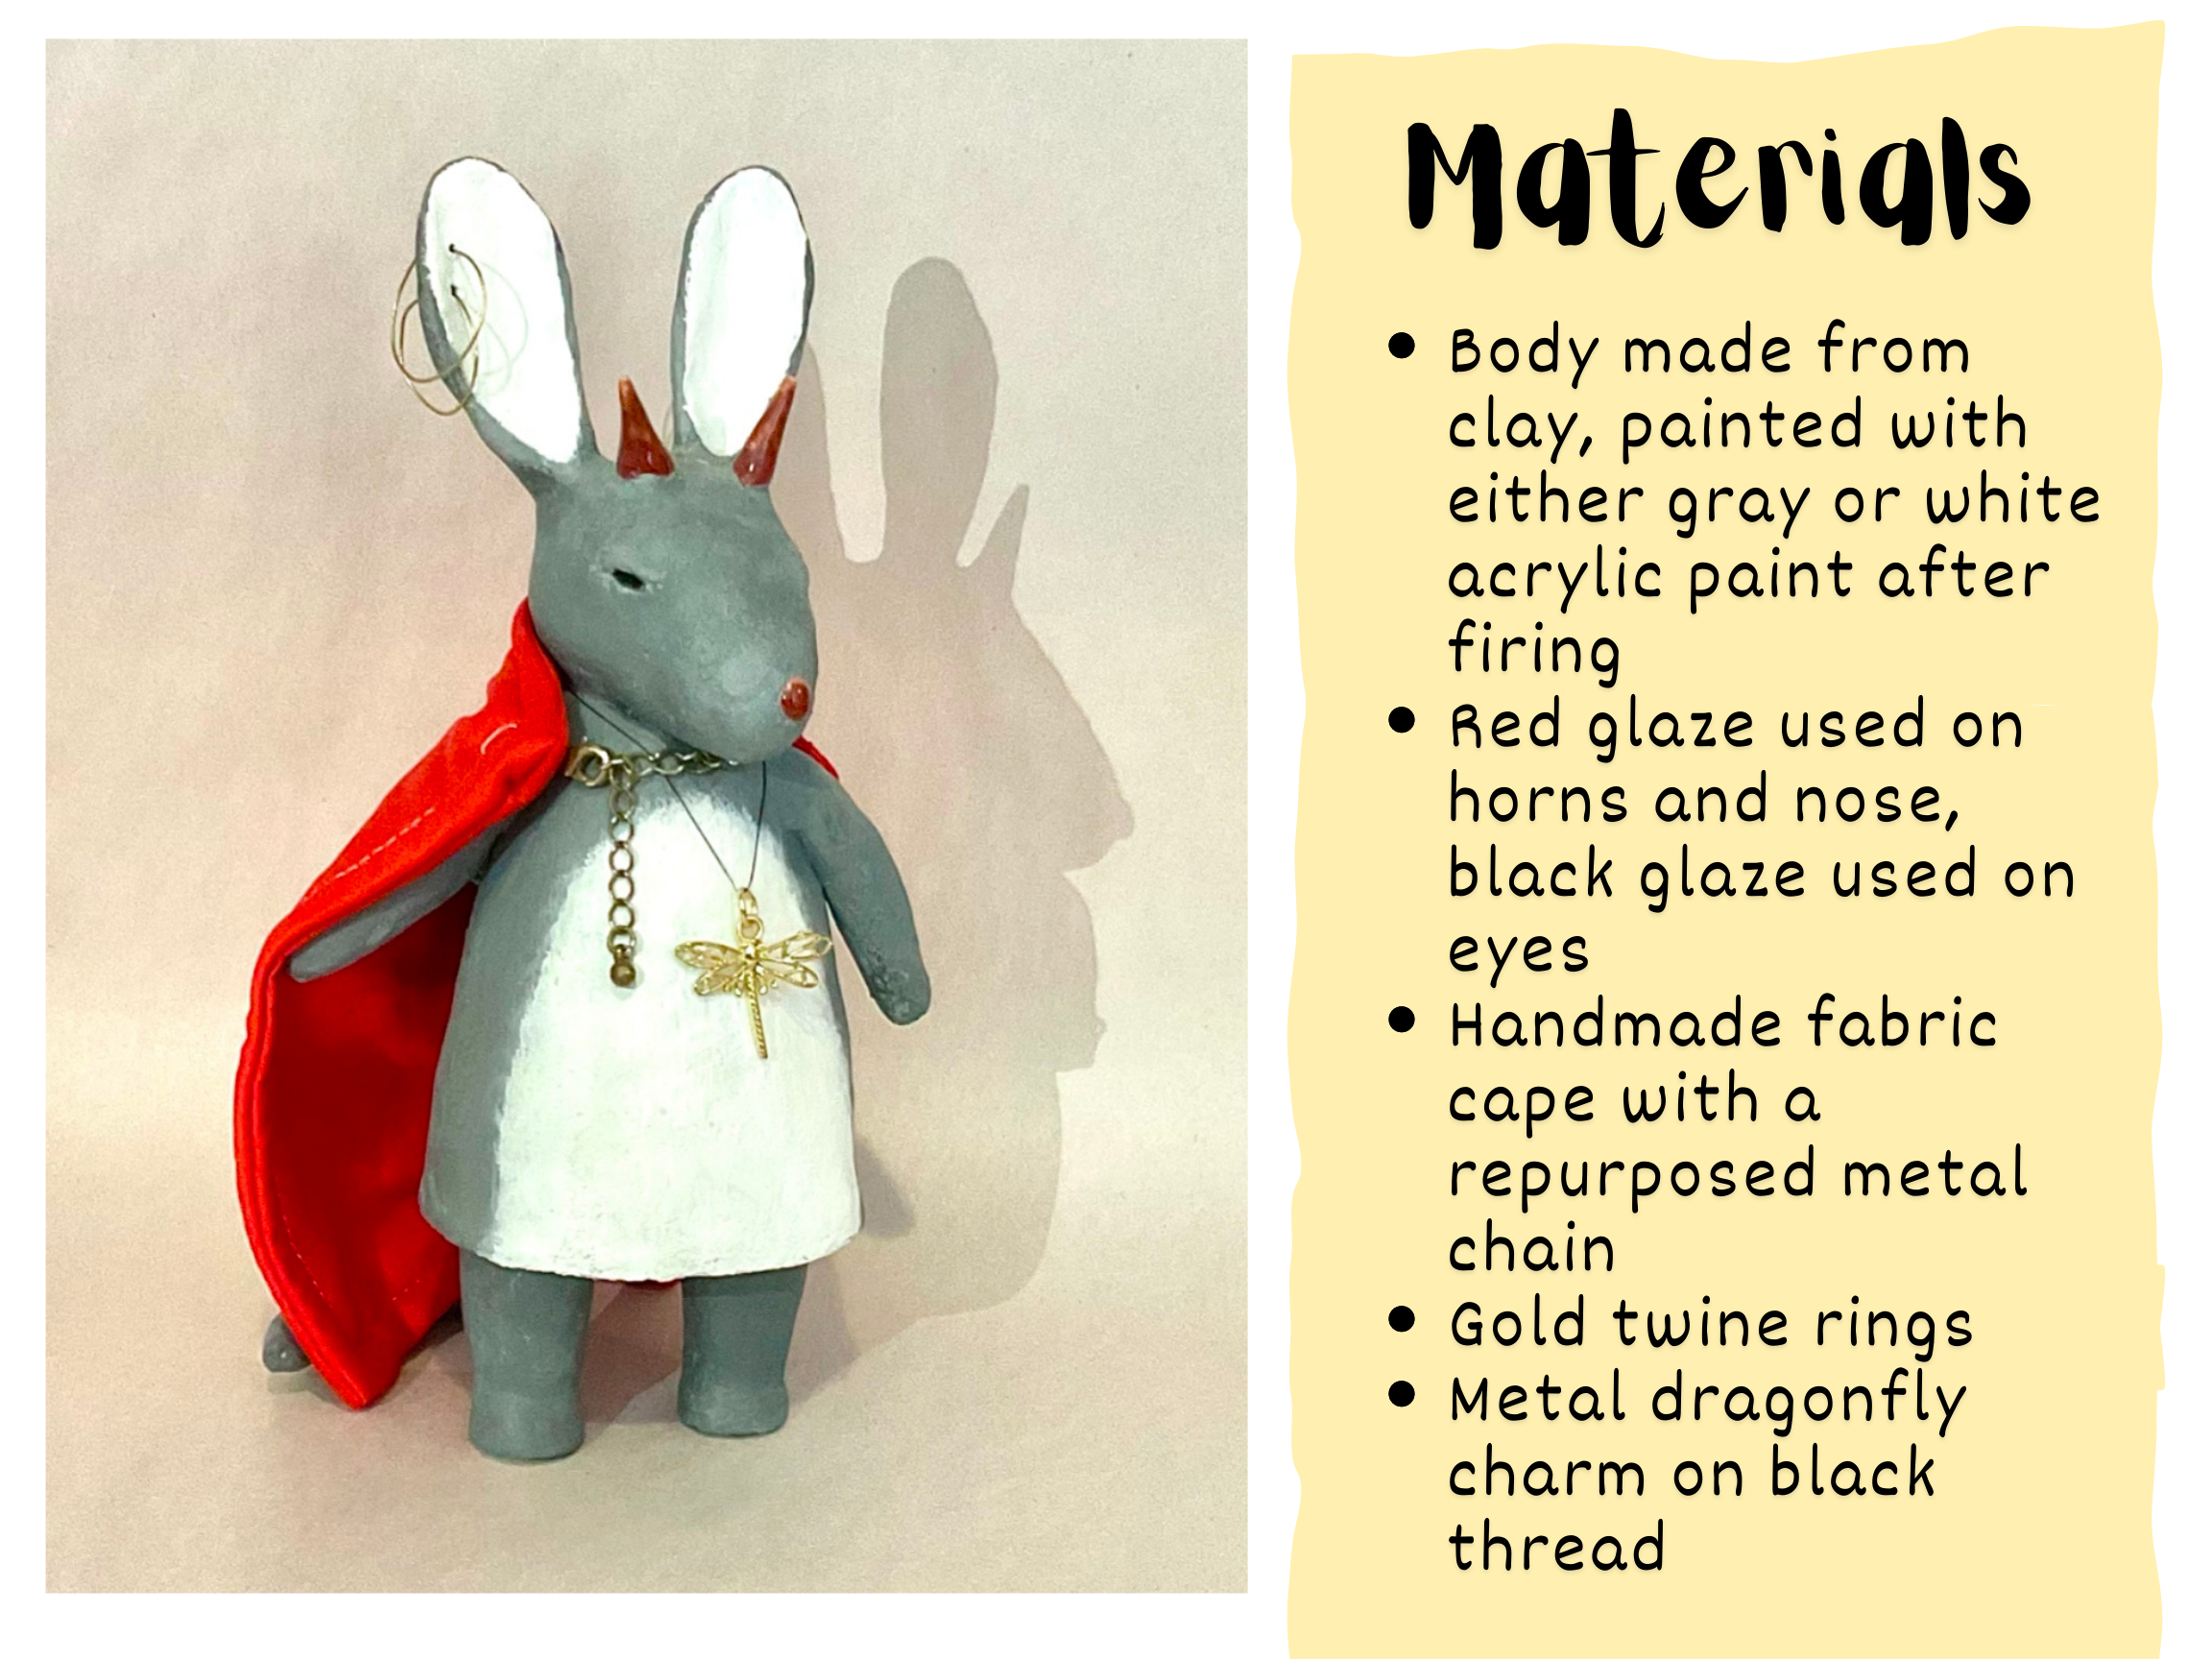 Materials
• Body made from
clay, painted with
either gray or white
acrylic paint after
firing
• Red glaze used on
horns and nose,
black glaze used on
eyes
• Handmade fabric
cape with a
repurposed metal
chain
• Gold twine rings
• Metal dragonfly
charm on black
thread